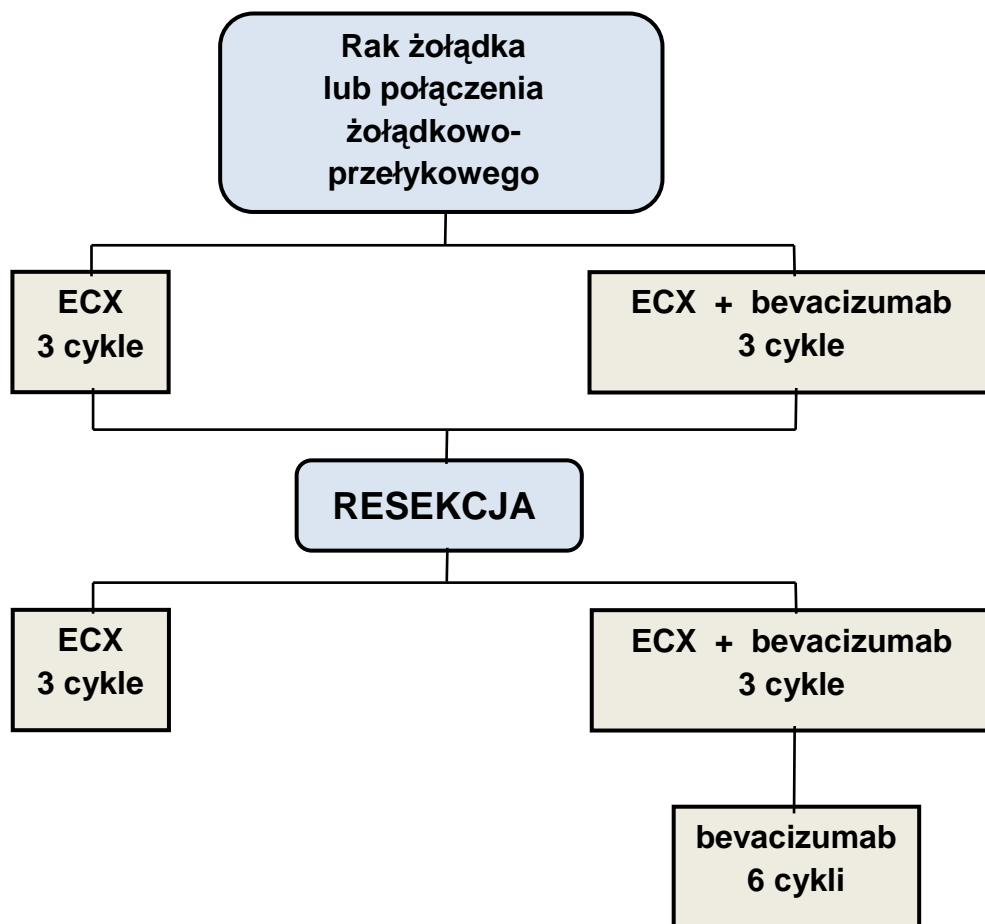 Rak żołądka
lub połączenia
żołądkowo-
przełykowego
ECX
3 cykle
ECX + bevacizumab
3 cykle
RESEKCJA
ECX
3 cykle
ECX + bevacizumab
3 cykle
bevacizumab
6 cykli